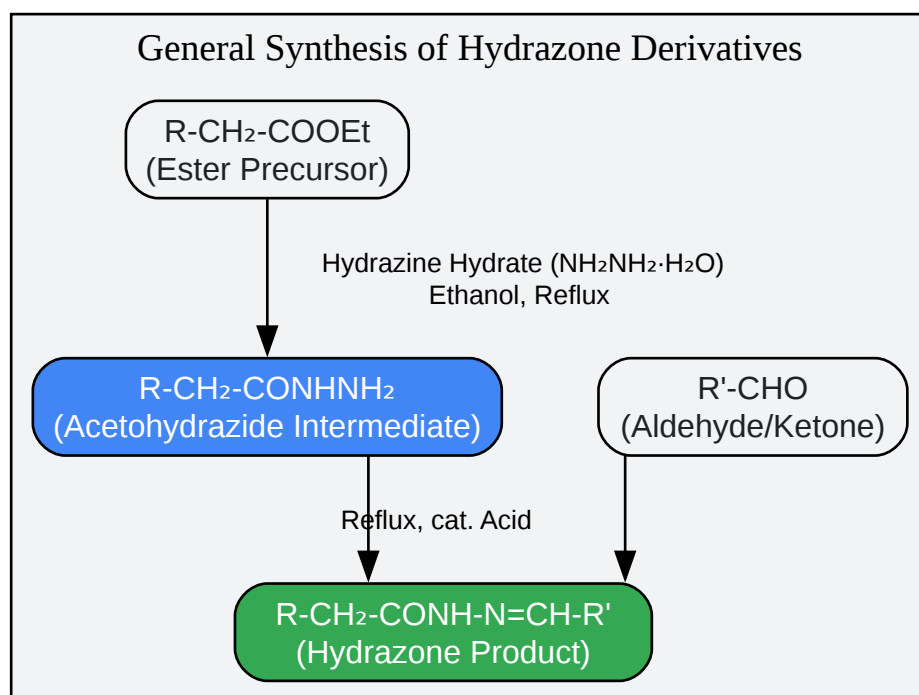 General Synthesis of Hydrazone Derivatives
R-CH₂-COOEt
(Ester Precursor)
Hydrazine Hydrate (NH₂NH₂·H₂O)
Ethanol, Reflux
R-CH₂-CONHNH₂
(Acetohydrazide Intermediate)
R'-CHO
(Aldehyde/Ketone)
Reflux, cat. Acid
R-CH₂-CONH-N=CH-R'
(Hydrazone Product)